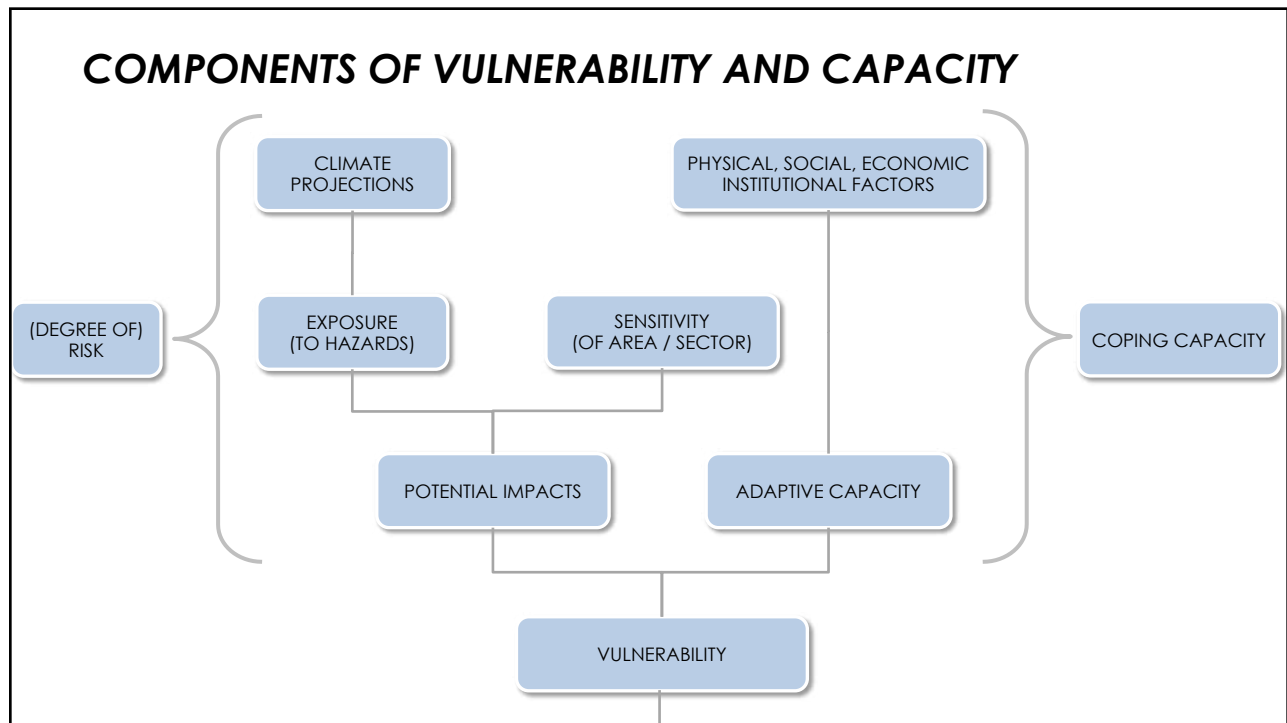 COMPONENTS OF VULNERABILITY AND CAPACITY
CLIMATE
PROJECTIONS
PHYSICAL, SOCIAL, ECONOMIC
INSTITUTIONAL FACTORS
(DEGREE OF)
RISK
EXPOSURE
(TO HAZARDS)
SENSITIVITY
(OF AREA / SECTOR)
COPING CAPACITY
POTENTIAL IMPACTS
ADAPTIVE CAPACITY
VULNERABILITY